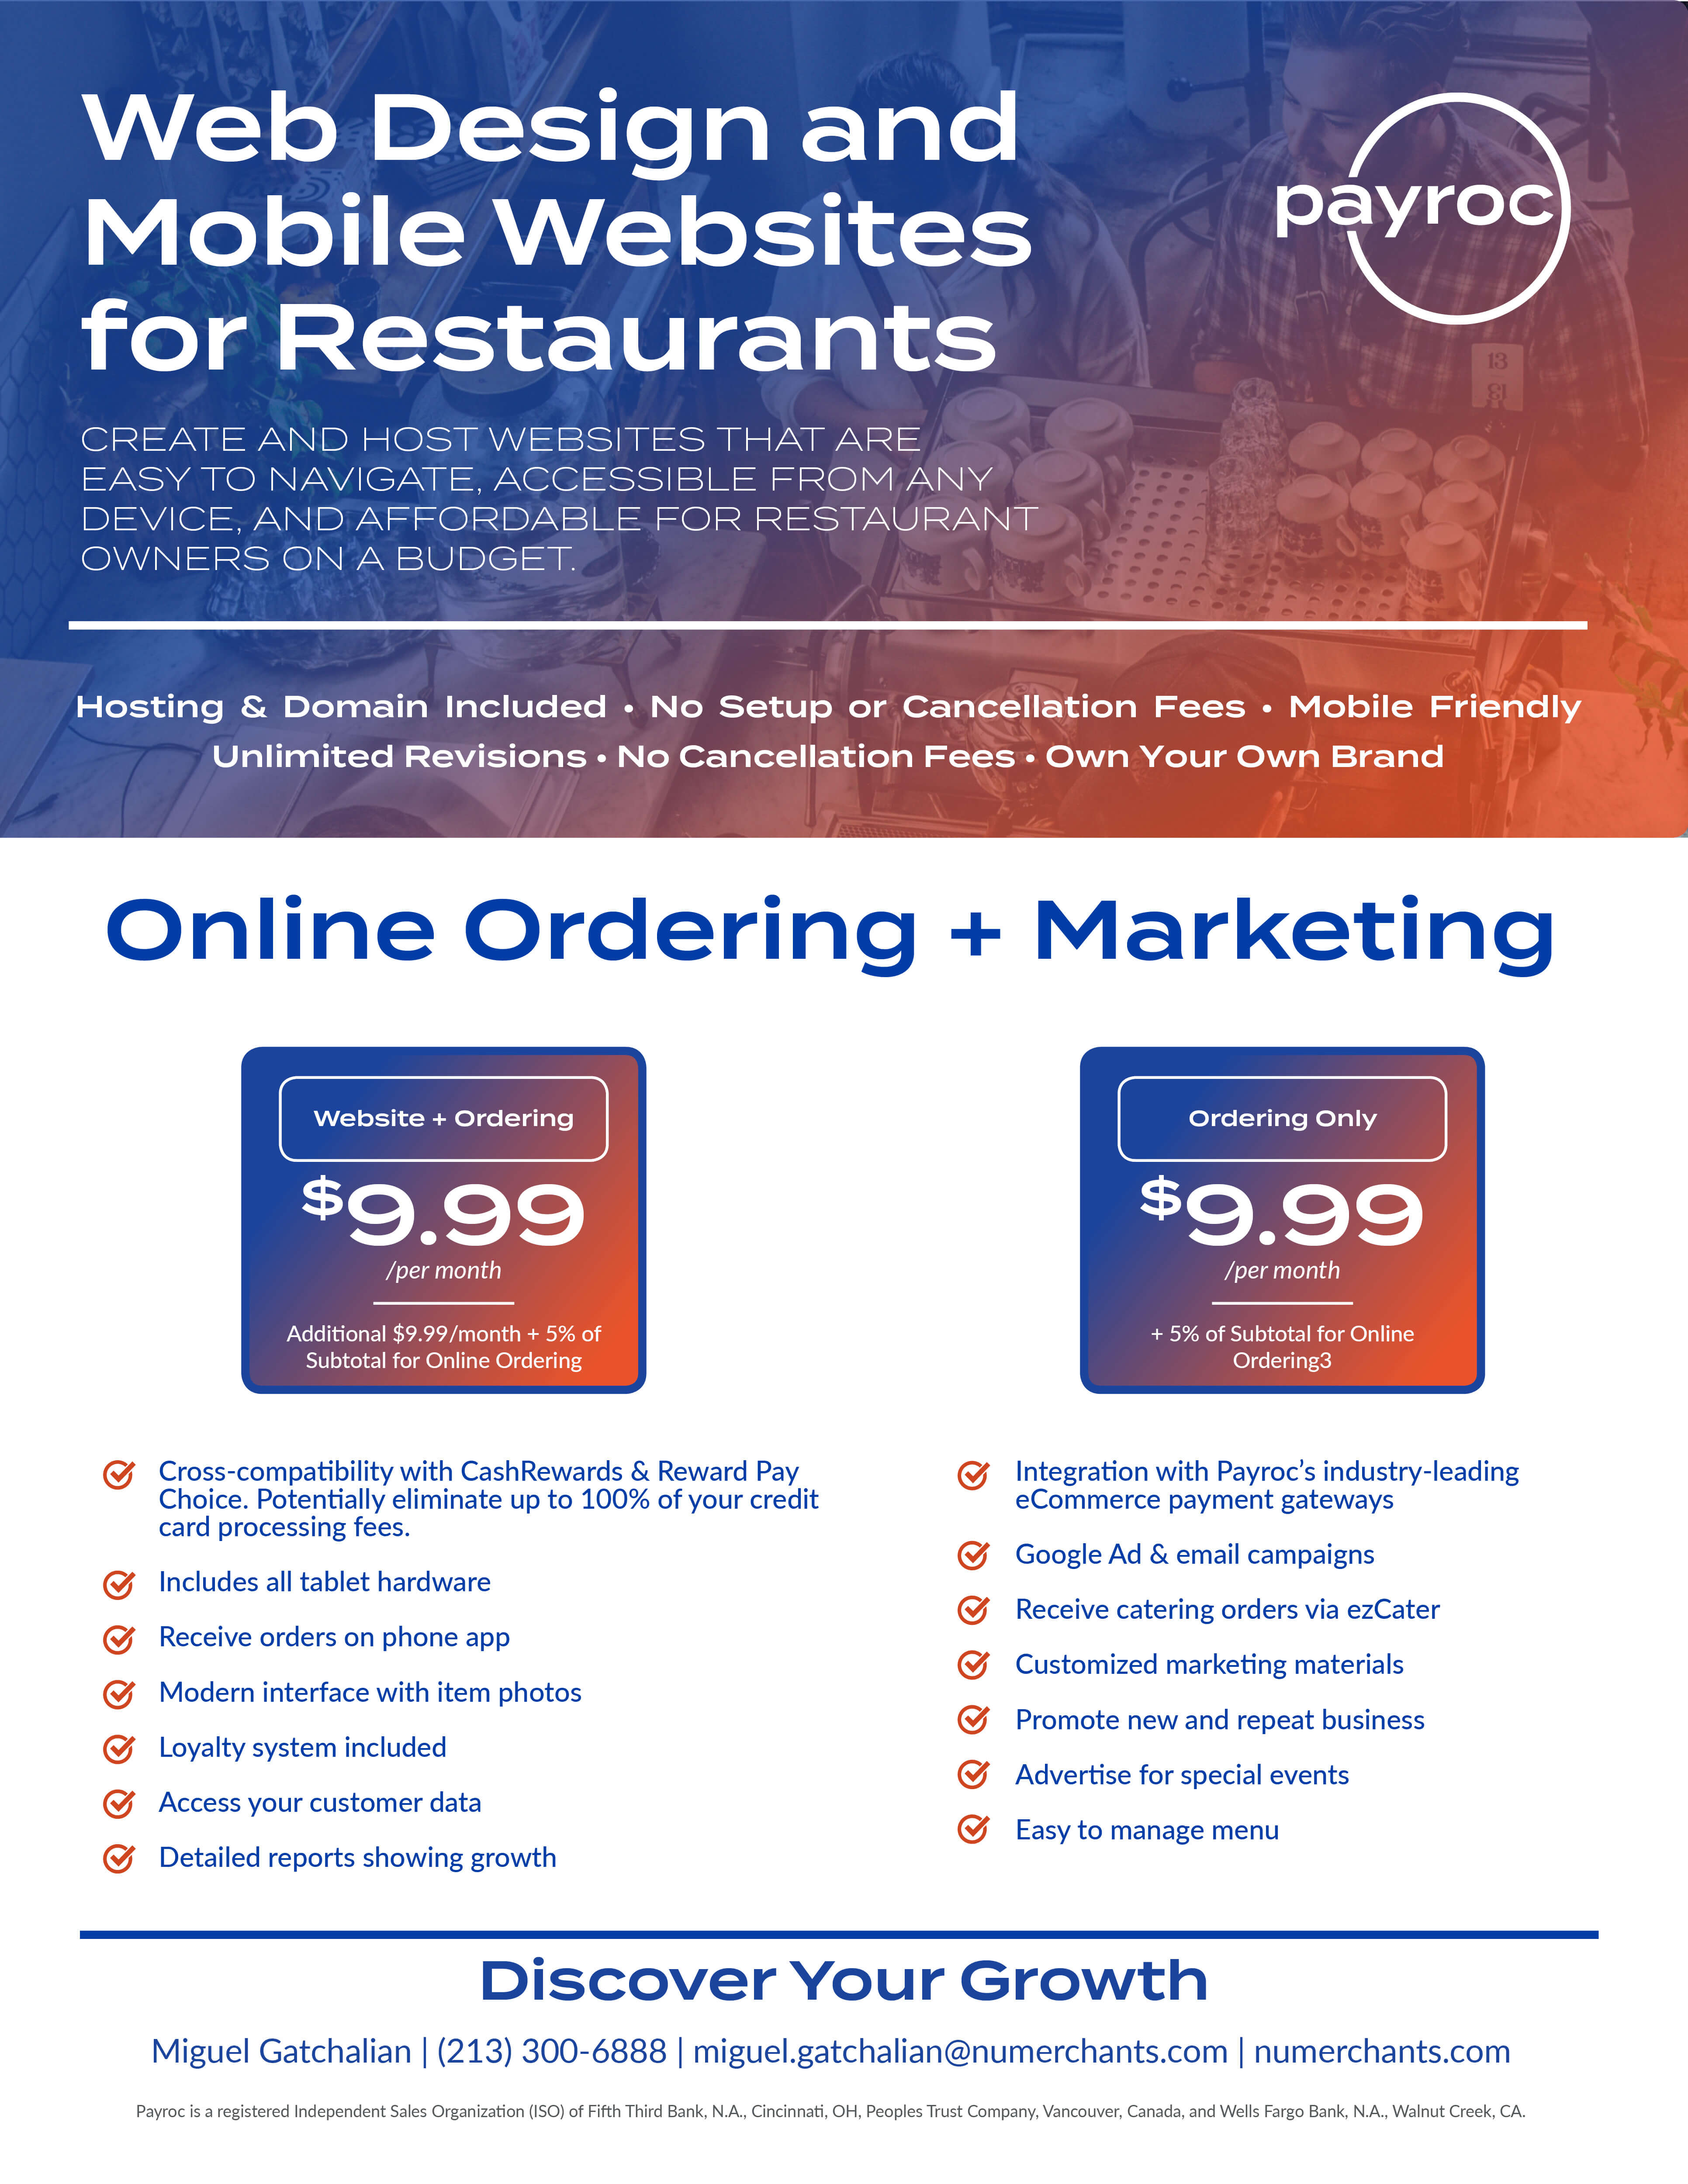 Web Design and
Mobile Websites
for Restaurants
payroc
CREATE AND HOST WEBSITES THAT ARE
EASY TO NAVIGATE, ACCESSIBLE FROM ANY
DEVICE, AND AFFORDABLE FOR RESTAURANT
OWNERS ON A BUDGET.
13
13
Hosting & Domain Included • No Setup or Cancellation Fees • Mobile Friendly
Unlimited Revisions • No Cancellation Fees • Own Your Own Brand
Online Ordering + Marketing
Website + Ordering
$9.99
/per month
Additional $9.99/month + 5% of
Subtotal for Online Ordering
Ordering Only
$9.99
/per month
+ 5% of Subtotal for Online
Ordering3
Cross-compatibility with CashRewards & Reward Pay
Choice. Potentially eliminate up to 100% of your credit
card processing fees.
Includes all tablet hardware
Receive orders on phone app
Modern interface with item photos
Loyalty system included
Access your customer data
Detailed reports showing growth
Integration with Payroc's industry-leading
eCommerce payment gateways
Google Ad & email campaigns
Receive catering orders via ezCater
Customized marketing materials
Promote new and repeat business
Advertise for special events
Easy to manage menu
Discover Your Growth
Miguel Gatchalian | (213) 300-6888 | miguel.gatchalian@numerchants.com | numerchants.com
Payroc is a registered Independent Sales Organization (ISO) of Fifth Third Bank, N.A., Cincinnati, OH, Peoples Trust Company, Vancouver, Canada, and Wells Fargo Bank, N.A., Walnut Creek, CA.